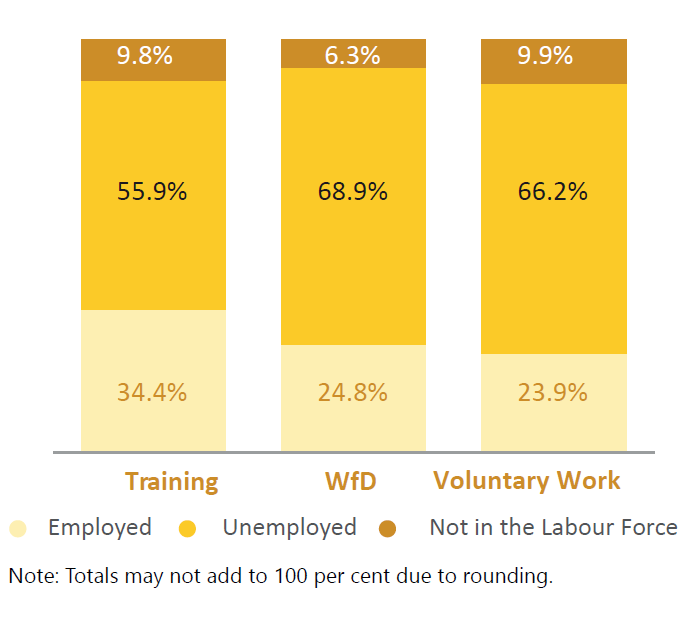 9.8% 6.3% 9.9%
55.9% 68.9% 66.2%
34.4% 24.8% 23.9%
Training WfD Voluntary Work
Employed Unemployed Not in the Labour Force
Note: Totals may not add to 100 per cent due to rounding.